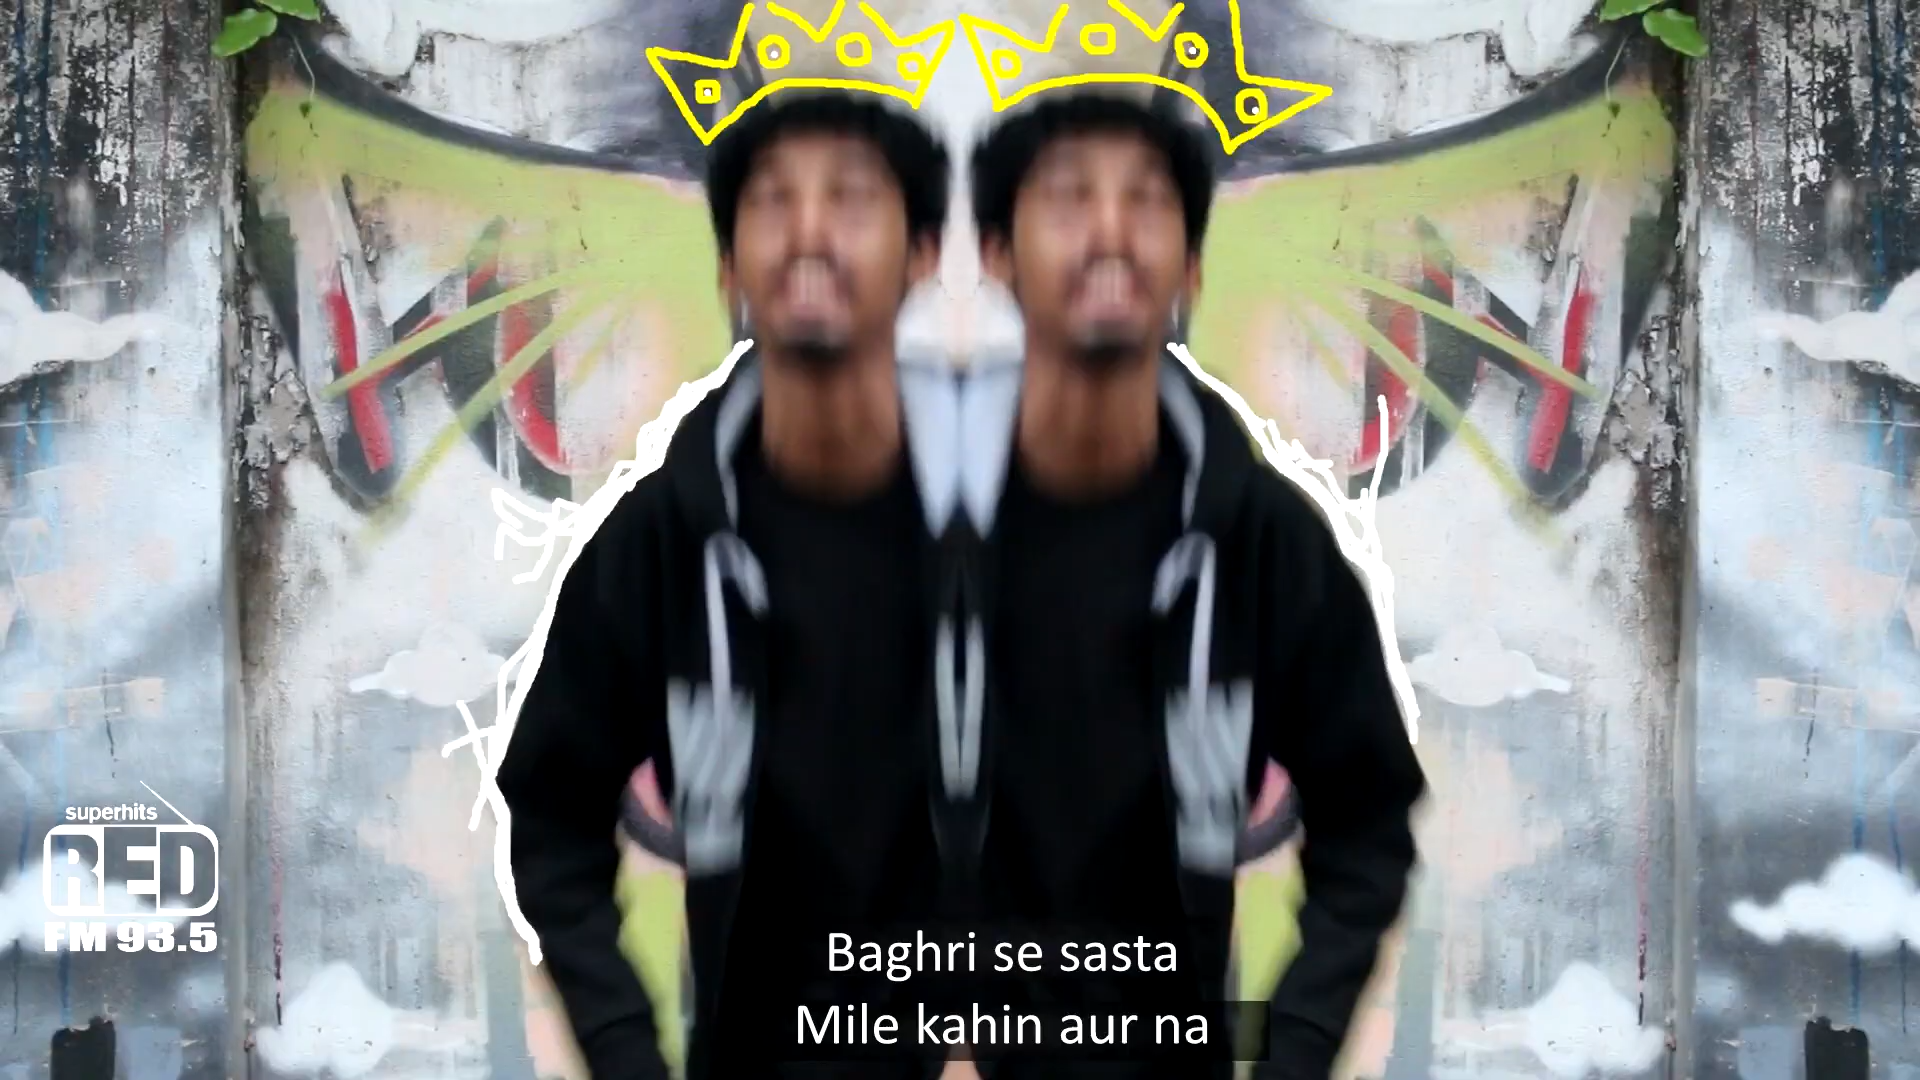 superhits
RED
FM 93.5
Baghri se sasta
Mile kahin aur na